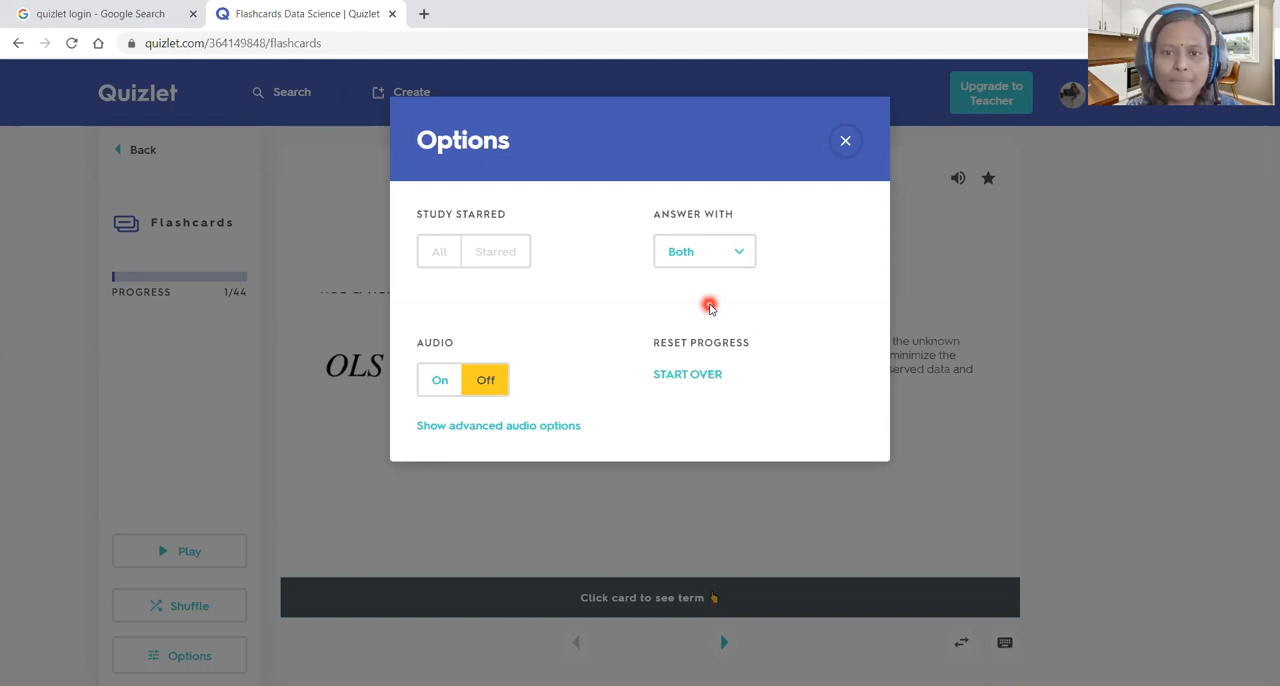 quizlet login - Google Search
Flashcards Data Science | Quizlet
quizlet.com/364149848/flashcards
Quizlet
Search
Create
Upgrade to
Teacher
Options
Back
STUDY STARRED
ANSWER WITH
Flashcards
All
Starred
Both
PROGRESS
1/44
AUDIO
RESET PROGRESS
the unknown
minimize the
served data and
OLS
On
Off
START OVER
Show advanced audio options
Play
Click card to see term 👆
Shuffle
Options